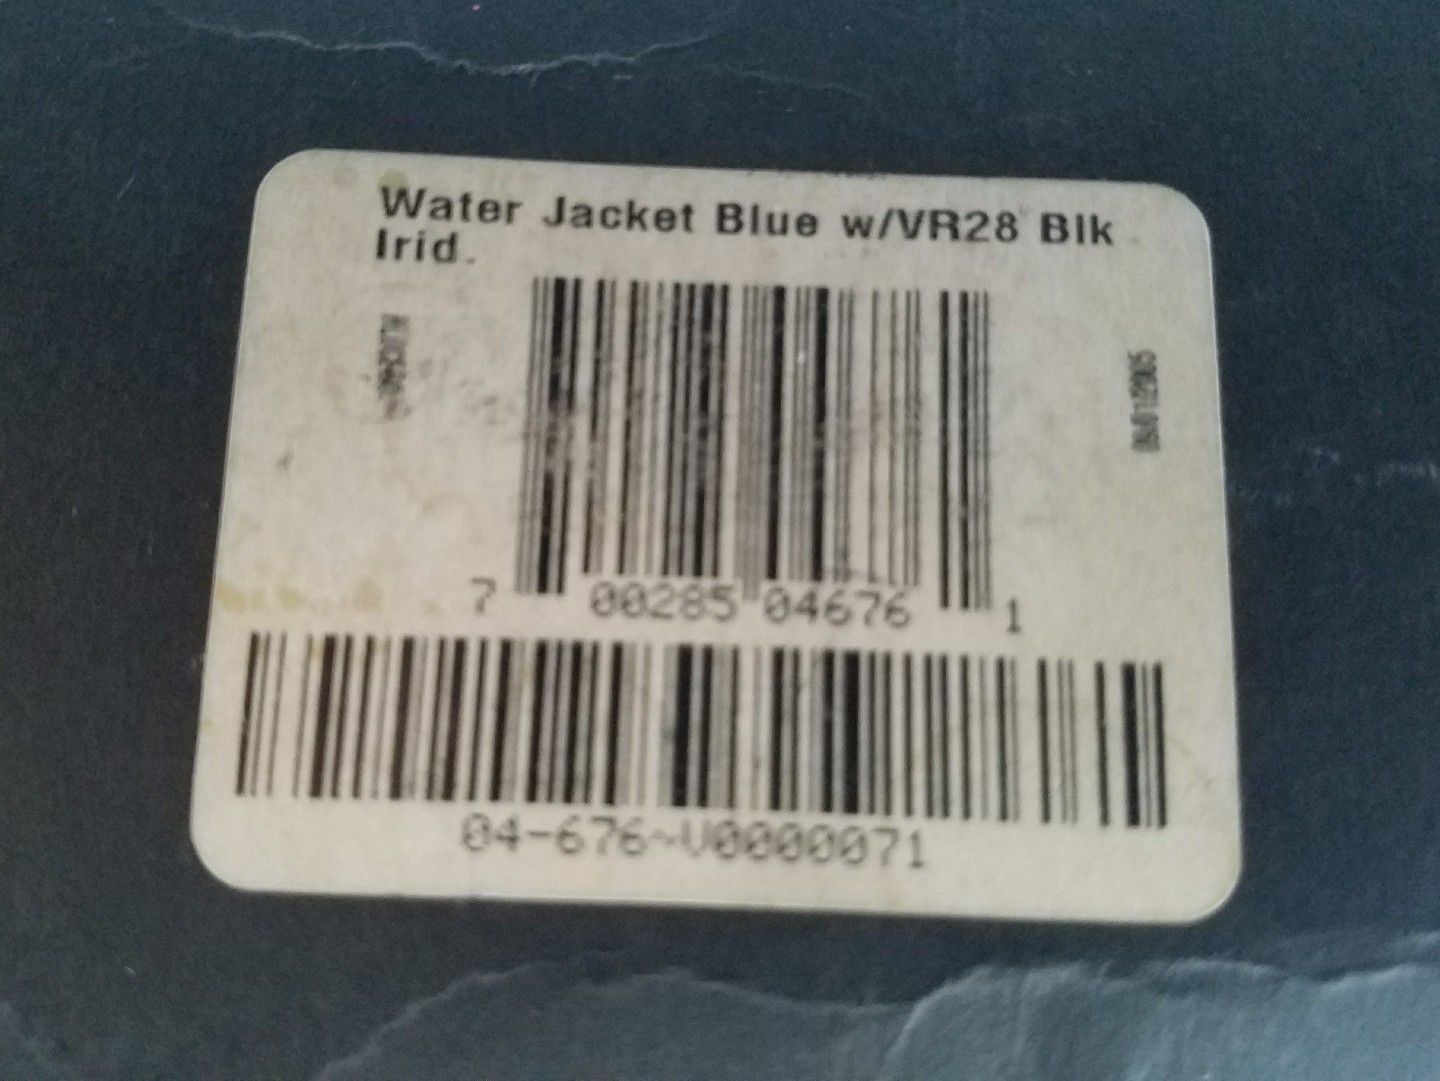 Water Jacket Blue w/VR28 Blk
Irid.
7 00285 04676 1
04-676~V0000071